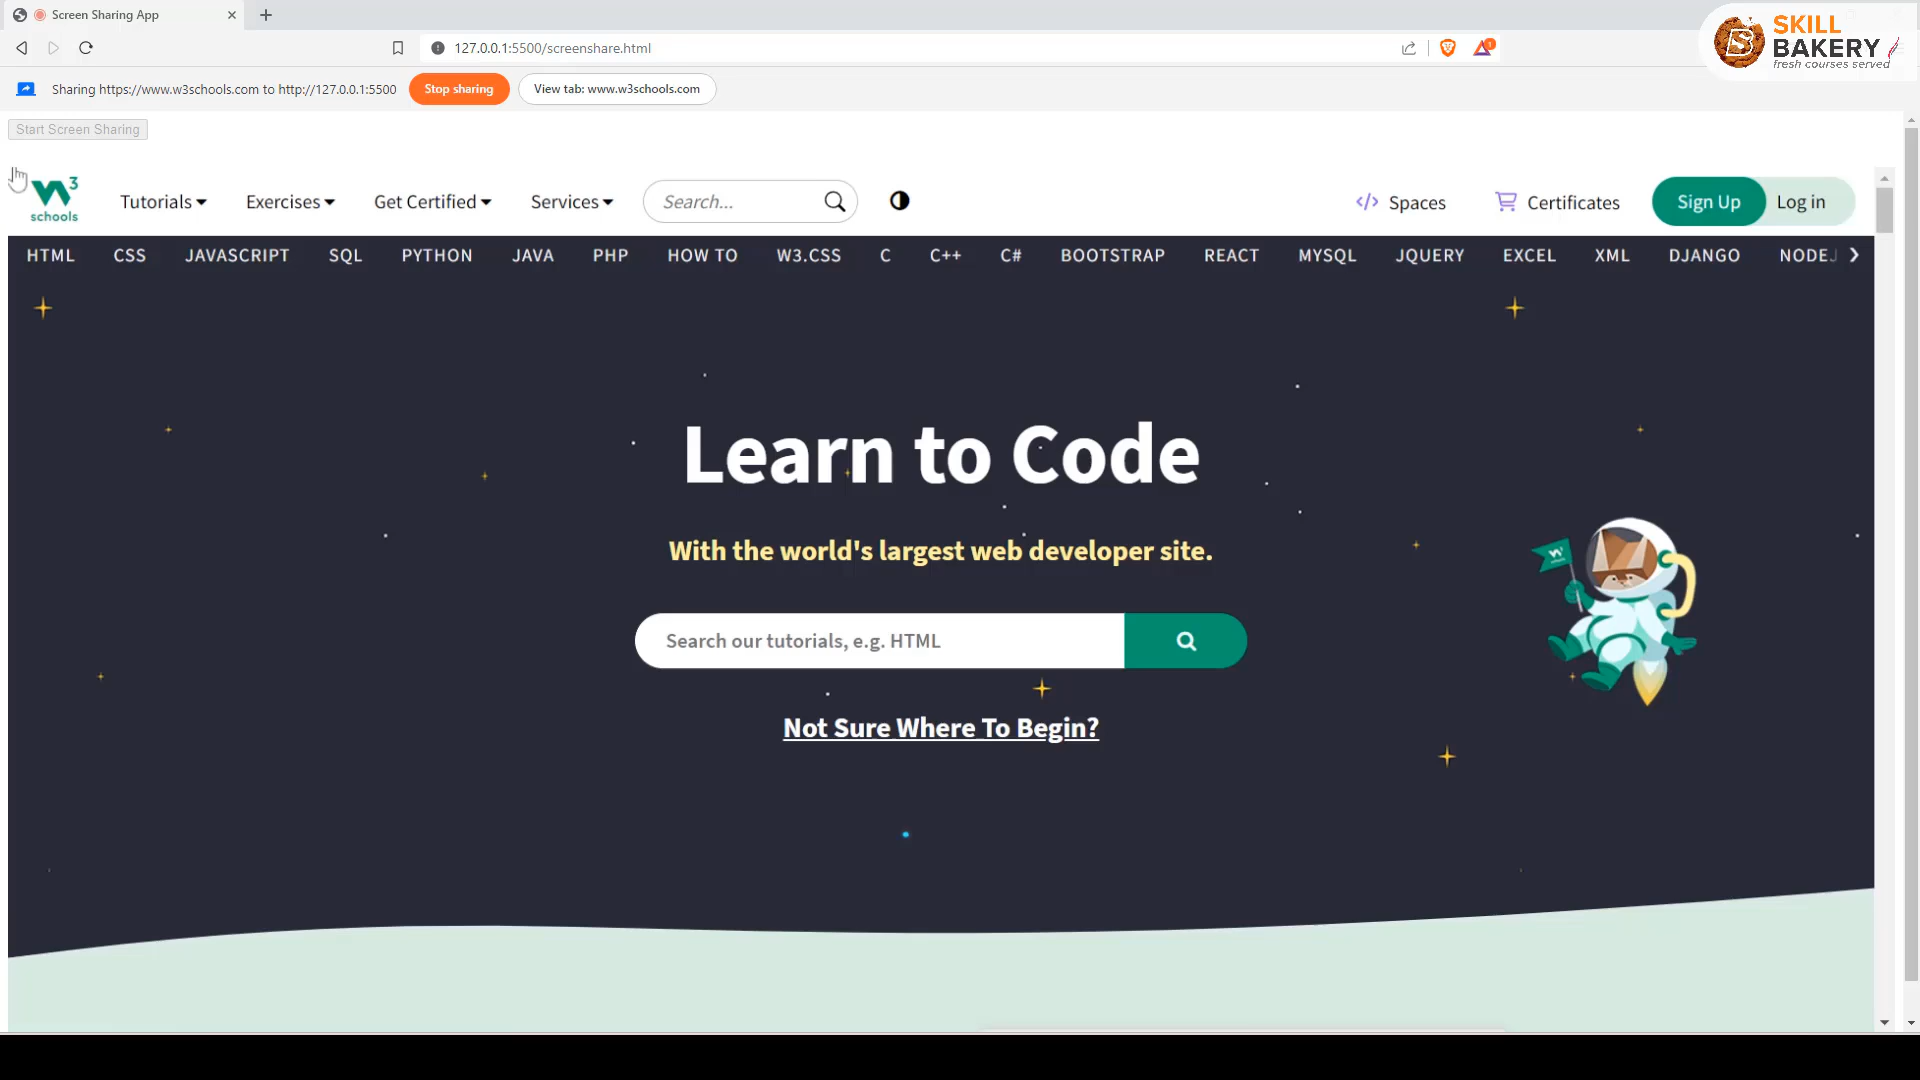 Screen Sharing App
127.0.0.1:5500/screenshare.html
SKILL
BAKERY
fresh courses served
Sharing https://www.w3schools.com to http://127.0.0.1:5500
Stop sharing
View tab: www.w3schools.com
Start Screen Sharing
3
schools
Tutorials
Exercises
Get Certified
Services
Search...
</> Spaces
Certificates
Sign Up
Log in
HTML CSS JAVASCRIPT SQL PYTHON JAVA PHP HOW TO W3.CSS C C++ C# BOOTSTRAP REACT MYSQL JQUERY EXCEL XML DJANGO NODEJ
Learn to Code
With the world's largest web developer site.
Search our tutorials, e.g. HTML
Not Sure Where To Begin?